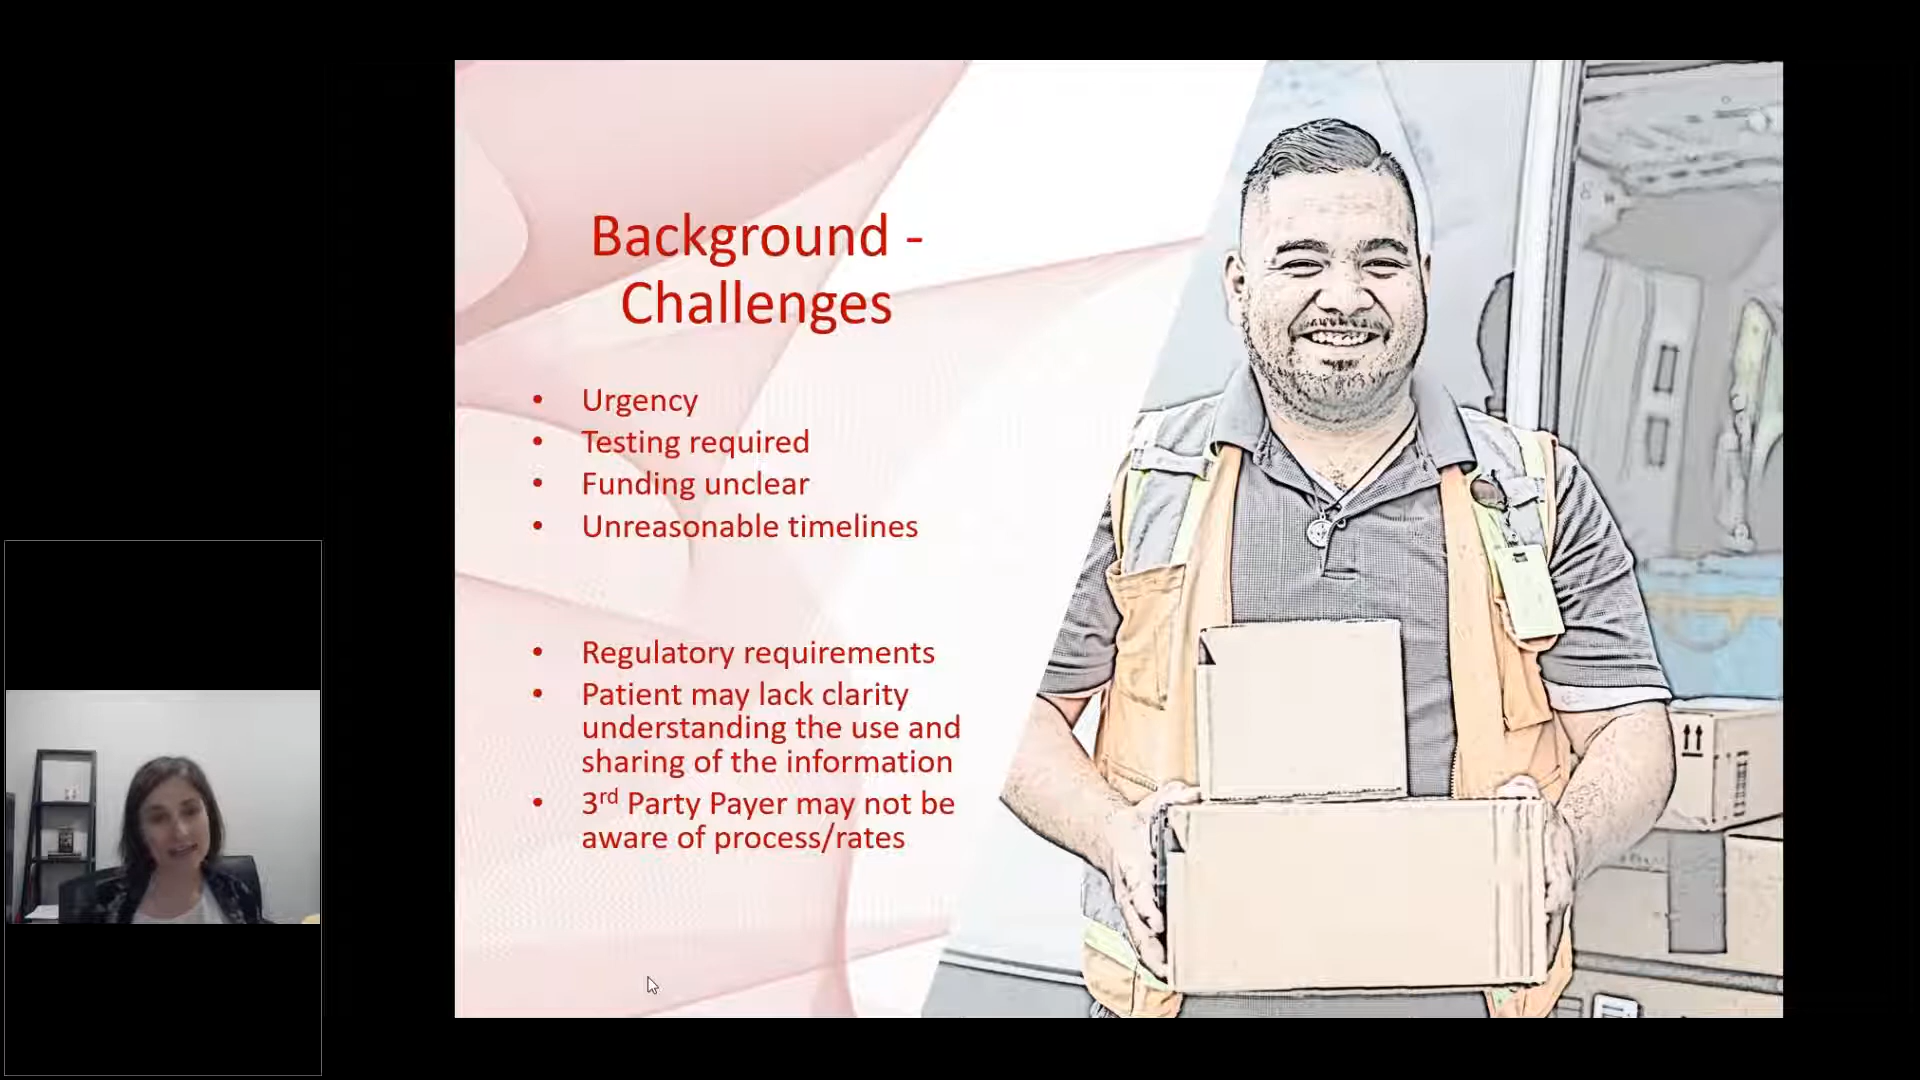 Background -
Challenges
• Urgency
• Testing required
• Funding unclear
• Unreasonable timelines
• Regulatory requirements
• Patient may lack clarity
understanding the use and
sharing of the information
• 3rd Party Payer may not be
aware of process/rates